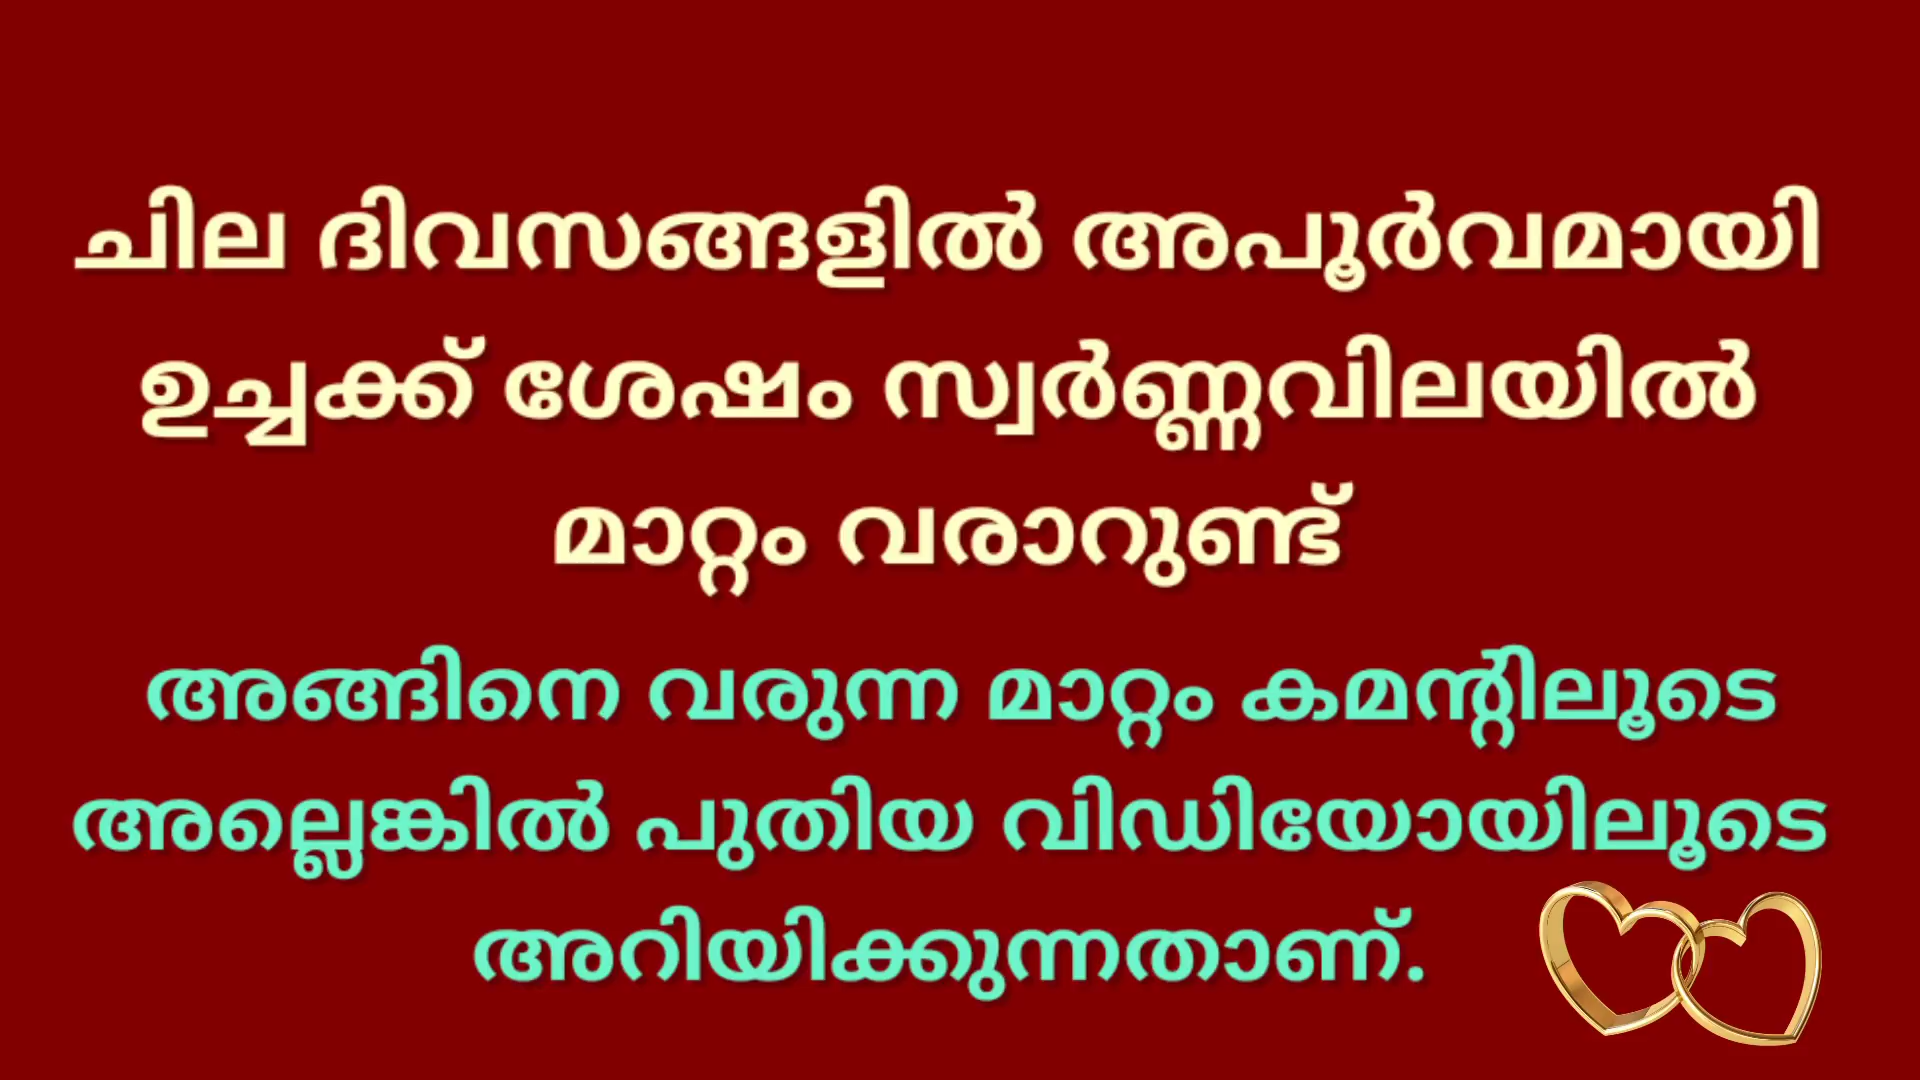 ചില ദിവസങ്ങളിൽ അപൂർവമായി
ഉച്ചക്ക് ശേഷം സ്വർണ്ണവിലയിൽ
മാറ്റം വരാറുണ്ട്
അങ്ങിനെ വരുന്ന മാറ്റം കമന്റിലൂടെ
അല്ലെങ്കിൽ പുതിയ വിഡിയോയിലൂടെ
അറിയിക്കുന്നതാണ്.